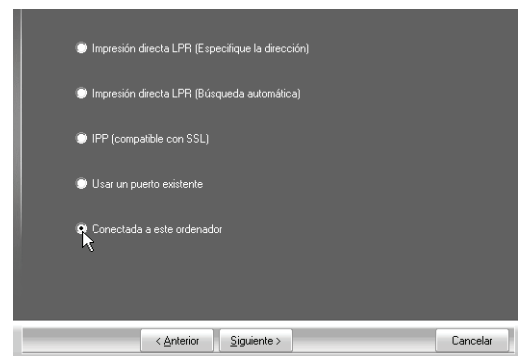 Impresión directa LPR (Especifique la dirección)
Impresión directa LPR (Búsqueda automática)
IPP (compatible con SSL)
Usar un puerto existente
Conectada a este ordenador
< Anterior Siguiente > Cancelar